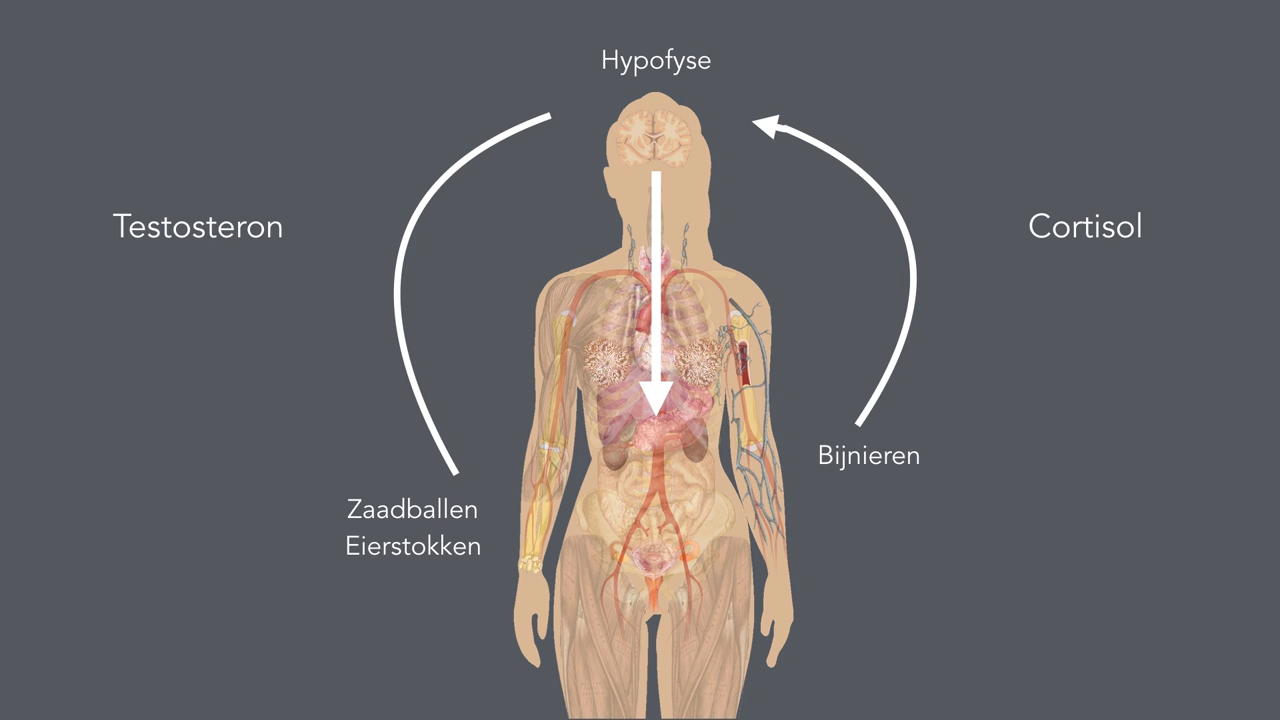 Hypofyse
Testosteron
Cortisol
Bijnieren
Zaadballen
Eierstokken